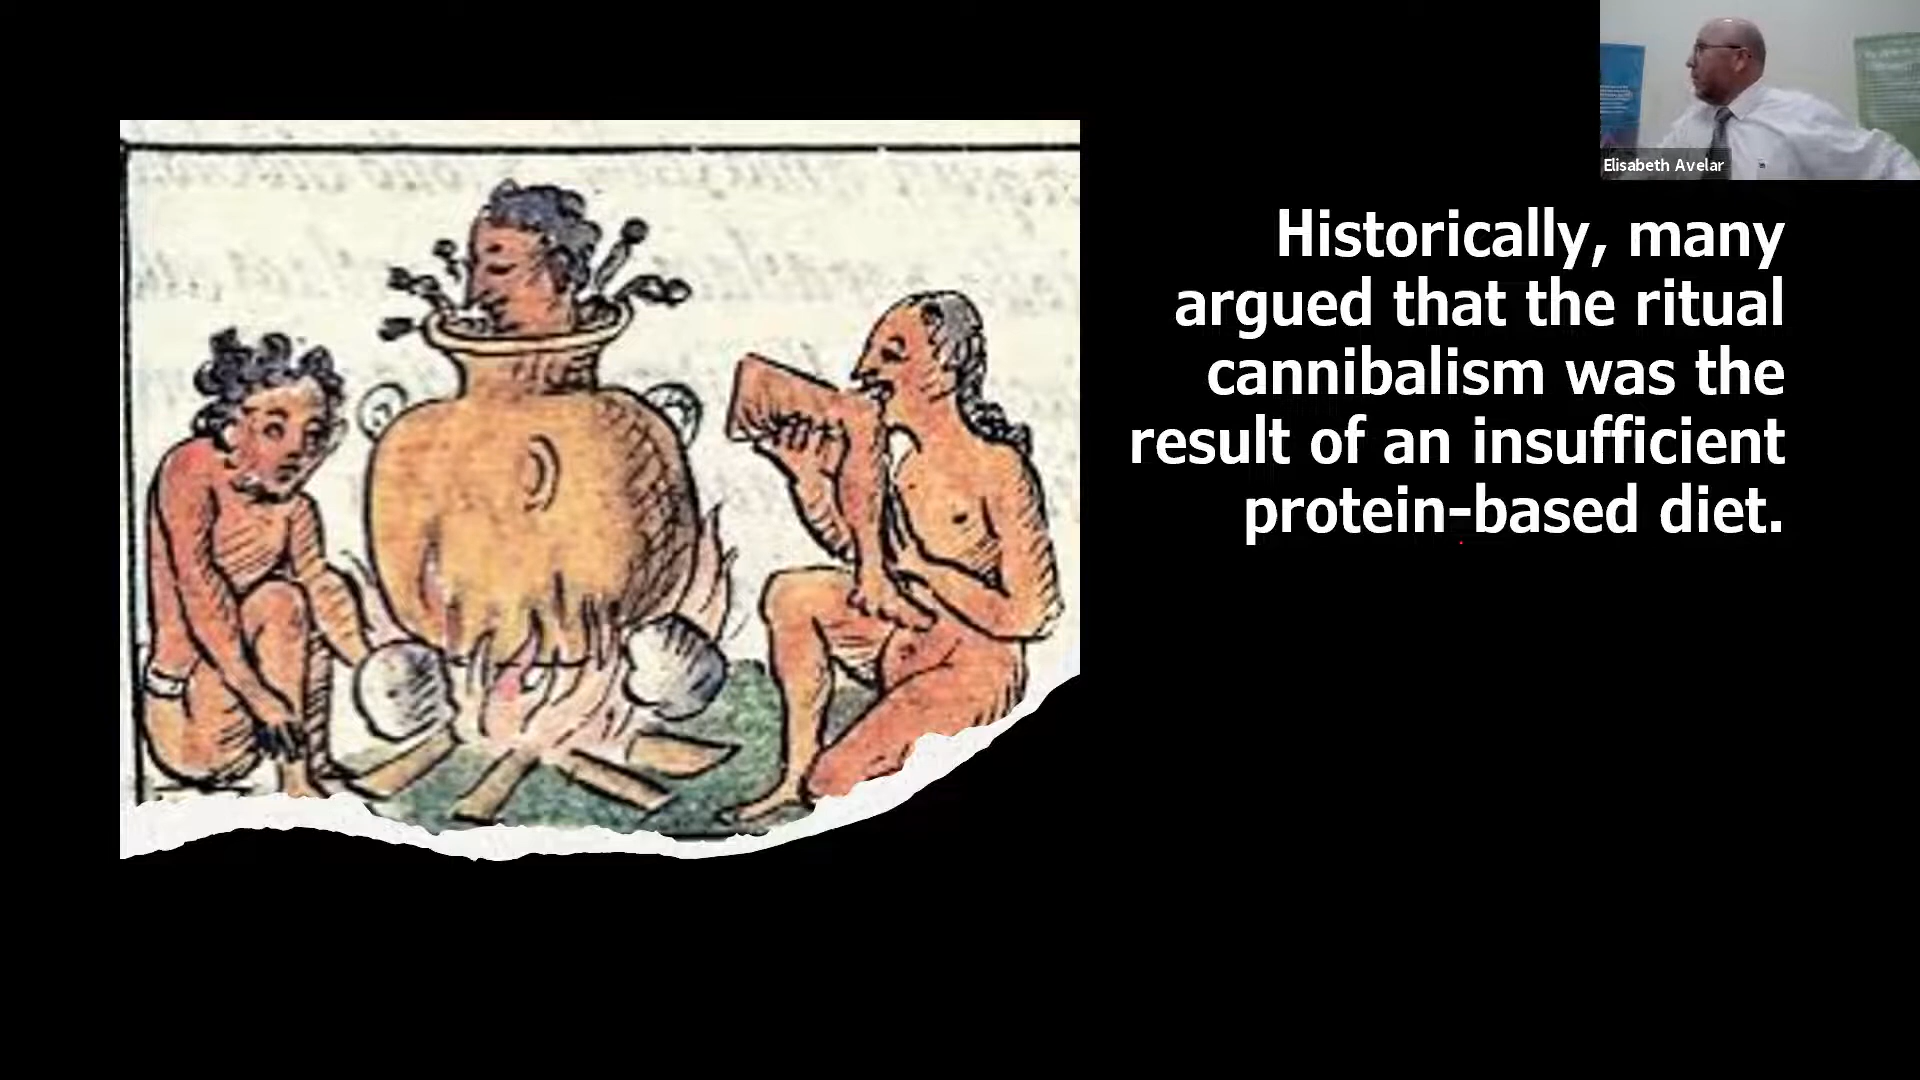 Elisabeth Avelar
Historically, many
argued that the ritual
cannibalism was the
result of an insufficient
protein-based diet.